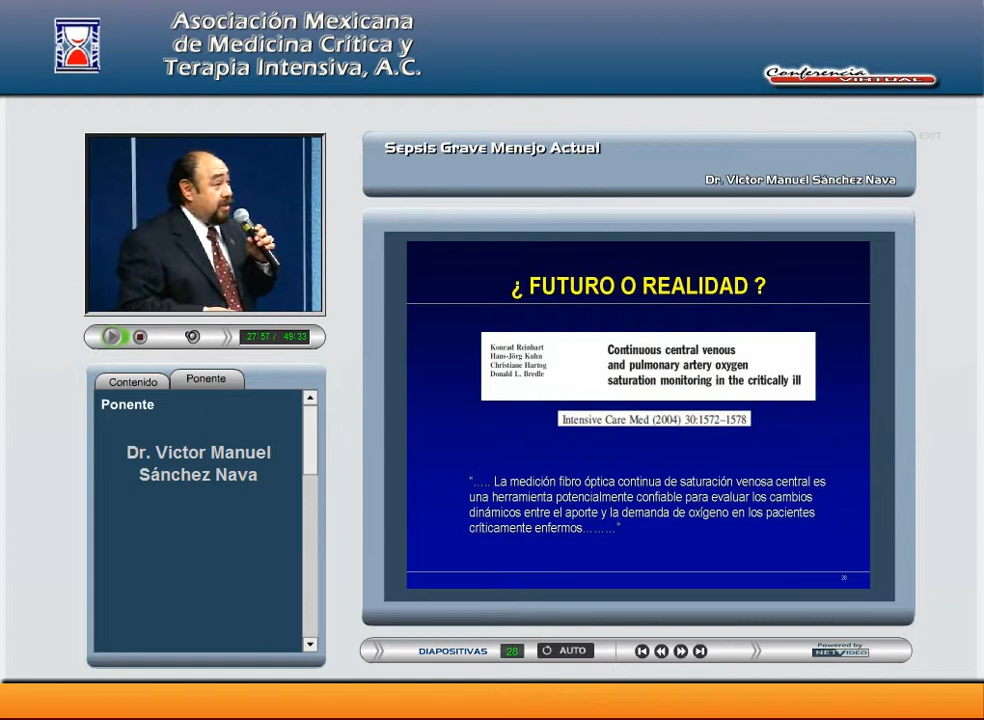 Asociación Mexicana
de Medicina Crítica y
Terapia Intensiva, A.C.
Conferencia
VIRTUAL
EXIT
Sepsis Grave Menejo Actual
Dr. Victor Manuel Sánchez Nava
27:57 / 49:33
Contenido
Ponente
Ponente
Dr. Victor Manuel
Sánchez Nava
¿ FUTURO O REALIDAD ?
Konrad Reinhart
Hans-Jörg Kuhn
Christiane Hartog
Donald L. Bredle
Continuous central venous
and pulmonary artery oxygen
saturation monitoring in the critically ill
Intensive Care Med (2004) 30:1572–1578
“….. La medición fibro óptica continua de saturación venosa central es
una herramienta potencialmente confiable para evaluar los cambios
dinámicos entre el aporte y la demanda de oxígeno en los pacientes
críticamente enfermos………”
29
DIAPOSITIVAS 28 AUTO
Powered by
NETVIDEO